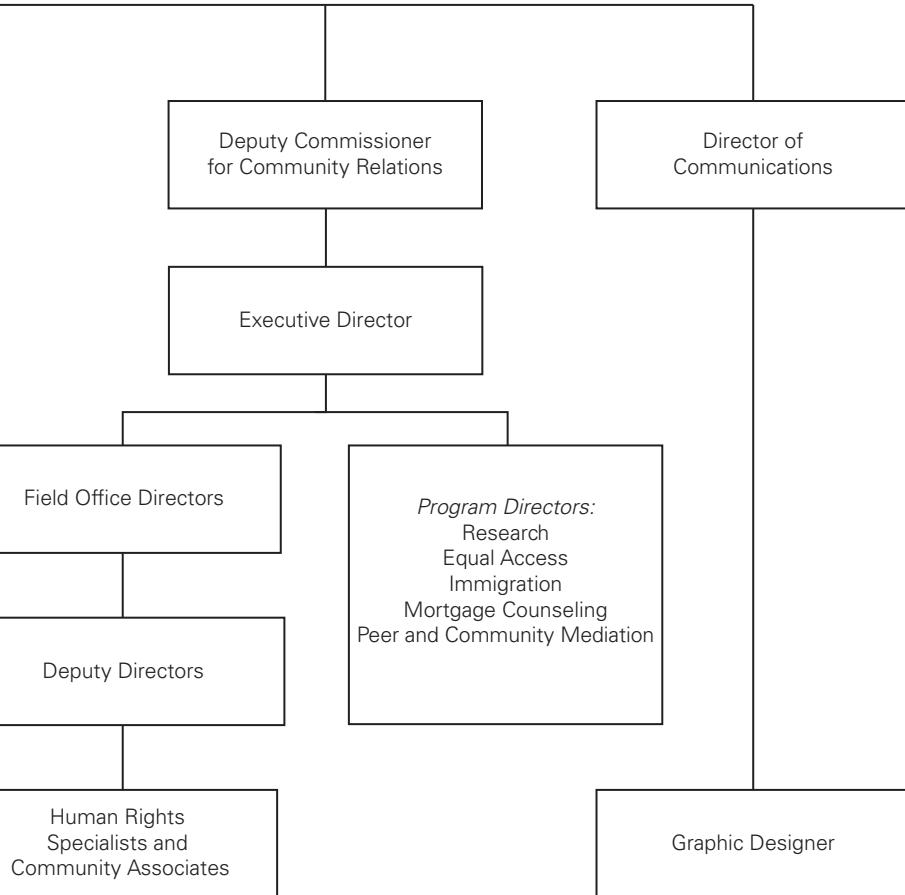 Deputy Commissioner
for Community Relations
Director of
Communications
Executive Director
Field Office Directors
Program Directors:
Research
Equal Access
Immigration
Mortgage Counseling
Peer and Community Mediation
Deputy Directors
Human Rights
Specialists and
Community Associates
Graphic Designer